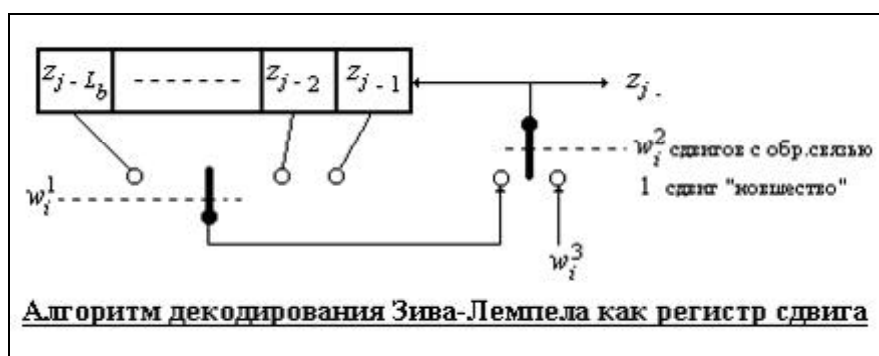 z_{j - L_b} - - - - - - - z_{j - 2} z_{j - 1} z_{j -}
w_i^2 сдвигов с обр.связью
w_i^1 1 сдвиг "новшество"
w_i^3
Алгоритм декодирования Зива-Лемпела как регистр сдвига